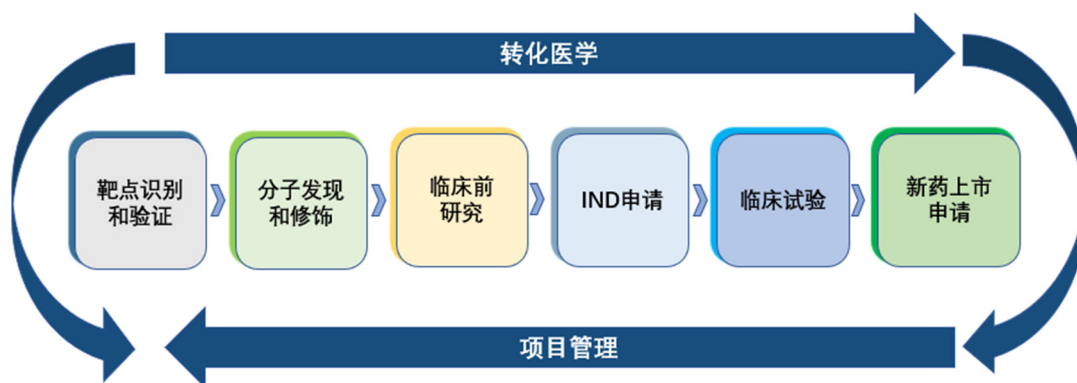 转化医学
靶点识别
和验证
分子发现
和修饰
临床前
研究
IND申请
临床试验
新药上市
申请
项目管理